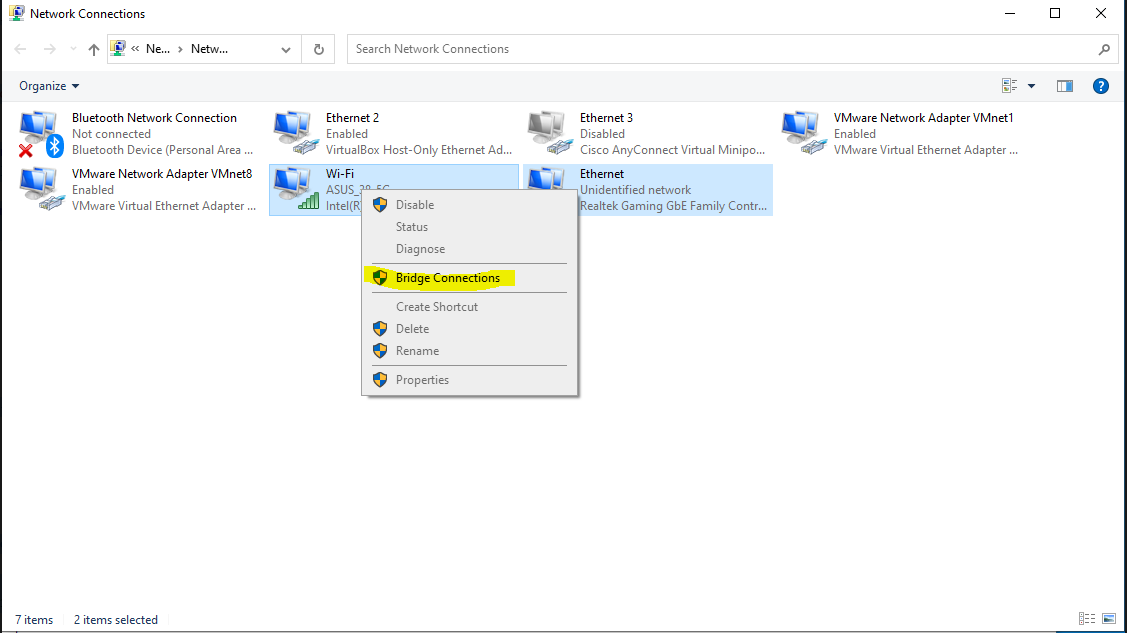 Network Connections
« Ne... > Netw...
Search Network Connections
Organize
Bluetooth Network Connection
Not connected
Bluetooth Device (Personal Area ...
Ethernet 2
Enabled
VirtualBox Host-Only Ethernet Ad...
Ethernet 3
Disabled
Cisco AnyConnect Virtual Minipo...
VMware Network Adapter VMnet1
Enabled
VMware Virtual Ethernet Adapter ...
VMware Network Adapter VMnet8
Enabled
VMware Virtual Ethernet Adapter ...
Wi-Fi
ASUS_38_5G
Intel(R)
Ethernet
Unidentified network
Realtek Gaming GbE Family Contr...
Disable
Status
Diagnose
Bridge Connections
Create Shortcut
Delete
Rename
Properties
7 items
2 items selected